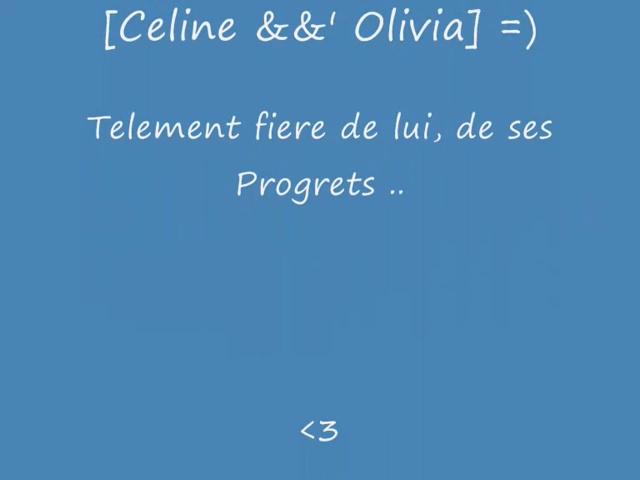 [Celine &&' Olivia] =)
Telement fiere de lui, de ses
Progrets ..
<3